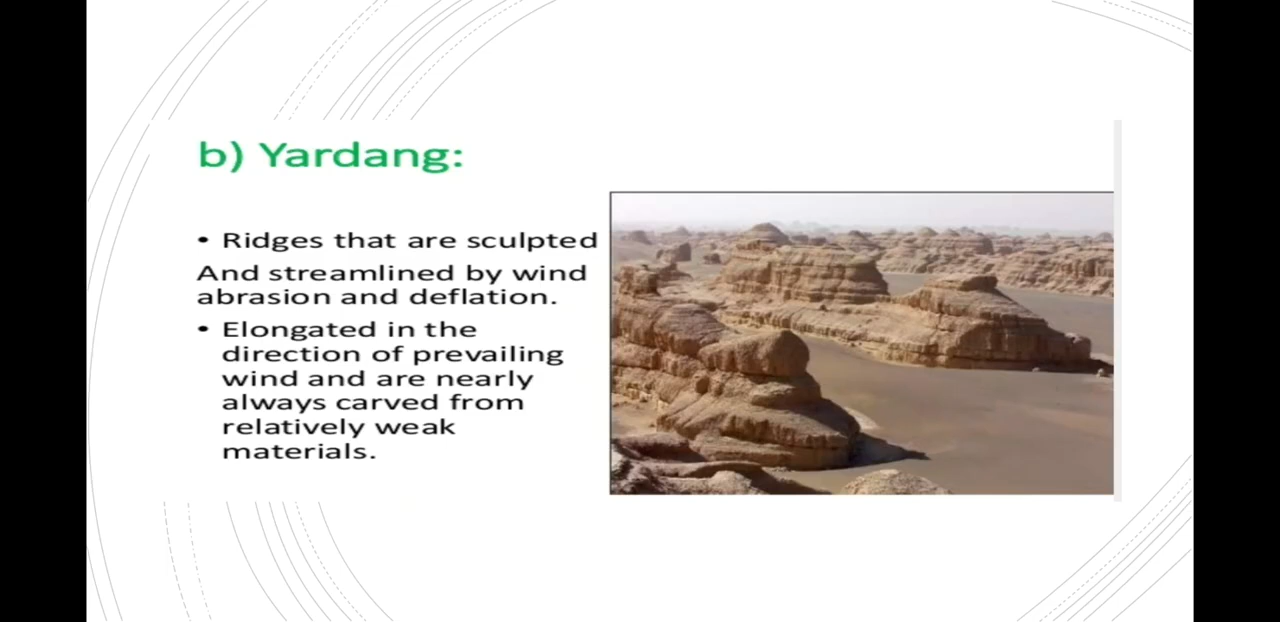 b) Yardang:
• Ridges that are sculpted
And streamlined by wind
abrasion and deflation.
• Elongated in the
direction of prevailing
wind and are nearly
always carved from
relatively weak
materials.